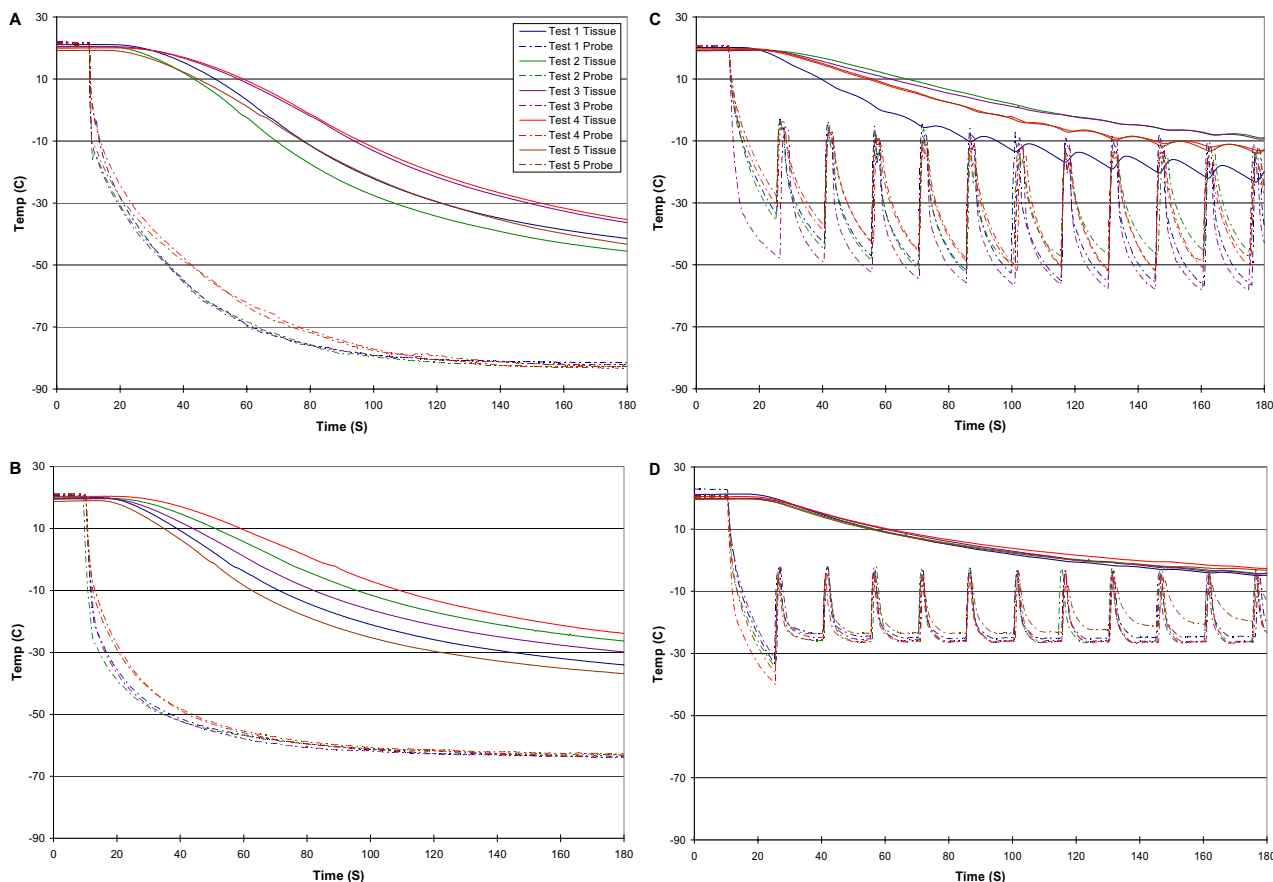 A
30
10
-10
-30
-50
-70
-90
Temp (C)
0 20 40 60 80 100 120 140 160 180
Time (S)
Test 1 Tissue
Test 1 Probe
Test 2 Tissue
Test 2 Probe
Test 3 Tissue
Test 3 Probe
Test 4 Tissue
Test 4 Probe
Test 5 Tissue
Test 5 Probe
C
30
10
-10
-30
-50
-70
-90
Temp (C)
0 20 40 60 80 100 120 140 160 180
Time (S)
B
30
10
-10
-30
-50
-70
-90
Temp (C)
0 20 40 60 80 100 120 140 160 180
Time (S)
D
30
10
-10
-30
-50
-70
-90
Temp (C)
0 20 40 60 80 100 120 140 160 180
Time (S)